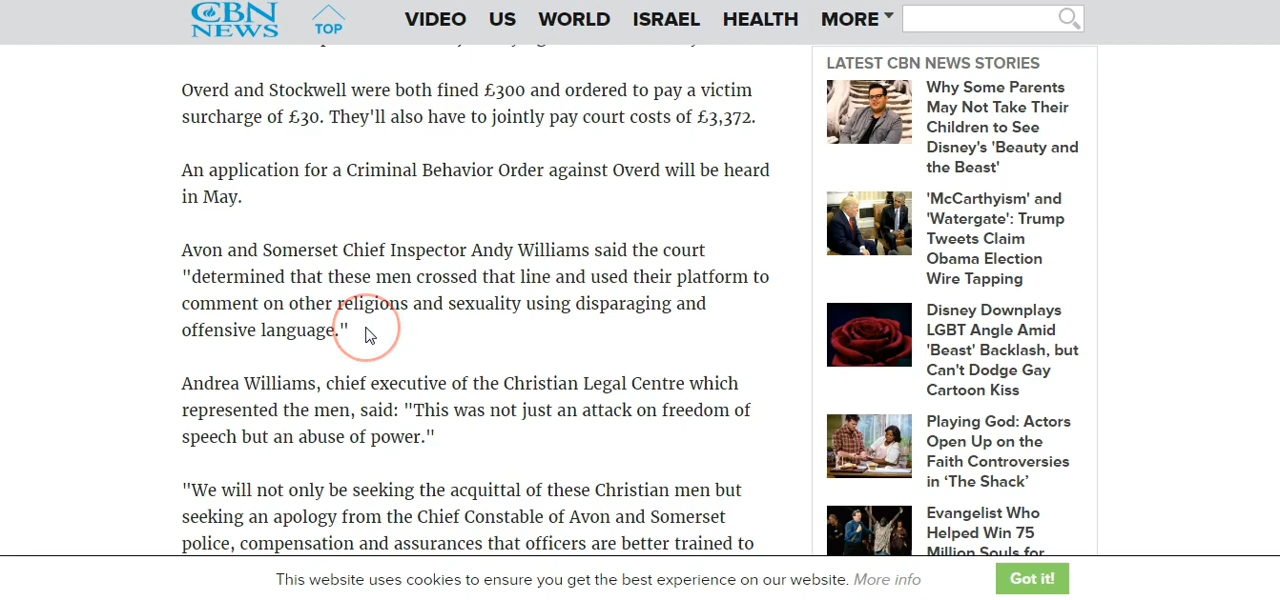 CBN NEWS
TOP
VIDEO US WORLD ISRAEL HEALTH MORE
Overd and Stockwell were both fined £300 and ordered to pay a victim
surcharge of £30. They'll also have to jointly pay court costs of £3,372.
An application for a Criminal Behavior Order against Overd will be heard
in May.
Avon and Somerset Chief Inspector Andy Williams said the court
"determined that these men crossed that line and used their platform to
comment on other religions and sexuality using disparaging and
offensive language."
Andrea Williams, chief executive of the Christian Legal Centre which
represented the men, said: "This was not just an attack on freedom of
speech but an abuse of power."
"We will not only be seeking the acquittal of these Christian men but
seeking an apology from the Chief Constable of Avon and Somerset
police, compensation and assurances that officers are better trained to
LATEST CBN NEWS STORIES
Why Some Parents
May Not Take Their
Children to See
Disney's 'Beauty and
the Beast'
'McCarthyism' and
'Watergate': Trump
Tweets Claim
Obama Election
Wire Tapping
Disney Downplays
LGBT Angle Amid
'Beast' Backlash, but
Can't Dodge Gay
Cartoon Kiss
Playing God: Actors
Open Up on the
Faith Controversies
in ‘The Shack’
Evangelist Who
Helped Win 75
Million Souls for
This website uses cookies to ensure you get the best experience on our website. More info
Got it!